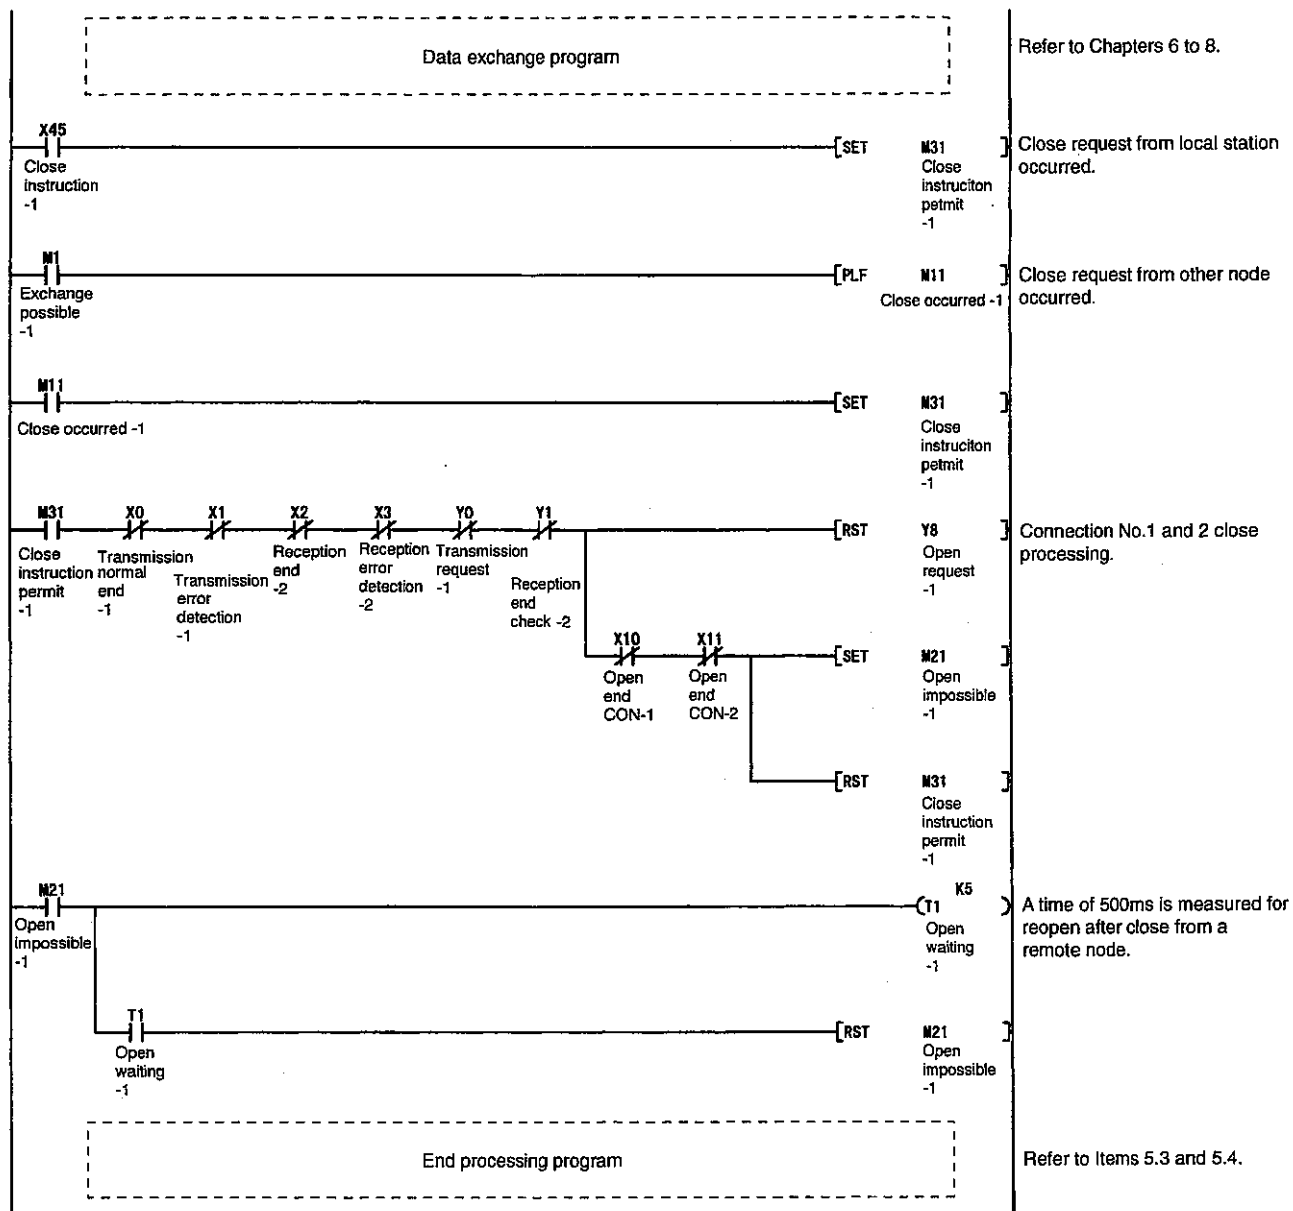 Data exchange program
Refer to Chapters 6 to 8.
X45
Close
instruction
-1
[SET M31 ]
Close
instruciton
petmit
-1
Close request from local station
occurred.
M1
Exchange
possible
-1
[PLF M11 ]
Close occurred -1
Close request from other node
occurred.
M11
Close occurred -1
[SET M31 ]
Close
instruciton
petmit
-1
M31
Close
instruction
permit
-1
X0
Transmission
normal
end
-1
X1
Transmission
error
detection
-1
X2
Reception
end
-2
X3
Reception
error
detection
-2
Y0
Transmission
request
-1
Y1
Reception
end
check -2
[RST Y8 ]
Open
request
-1
Connection No.1 and 2 close
processing.
X10
Open
end
CON-1
X11
Open
end
CON-2
[SET M21 ]
Open
impossible
-1
[RST M31 ]
Close
instruction
permit
-1
M21
Open
impossible
-1
K5
(T1 )
Open
waiting
-1
A time of 500ms is measured for
reopen after close from a
remote node.
T1
Open
waiting
-1
[RST M21 ]
Open
impossible
-1
End processing program
Refer to Items 5.3 and 5.4.